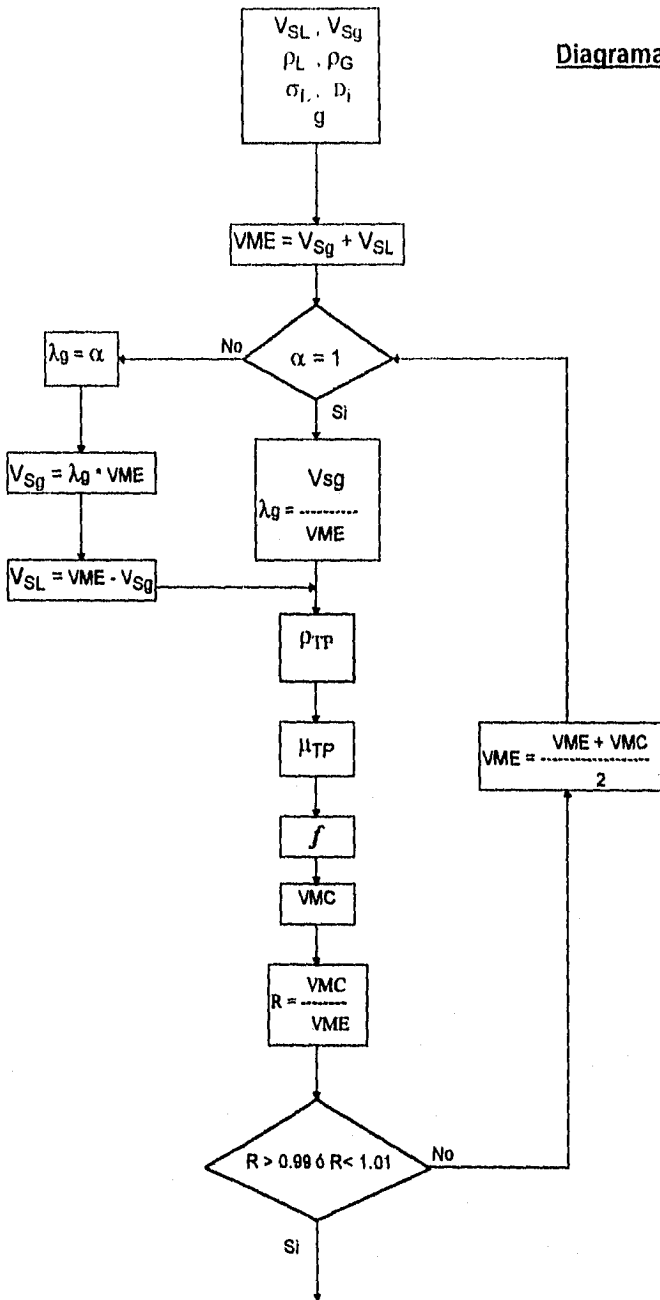 V_SL , V_Sg
ρ_L , ρ_G
σ_L , D_i
g
Diagrama
VME = V_Sg + V_SL
α = 1
No
λg = α
V_Sg = λg * VME
V_SL = VME - V_Sg
Si
Vsg
λg = ----------
VME
ρ_TP
μ_TP
f
VMC
VMC
R = --------
VME
R > 0.99 ó R< 1.01
No
VME + VMC
VME = ----------------
2
Si